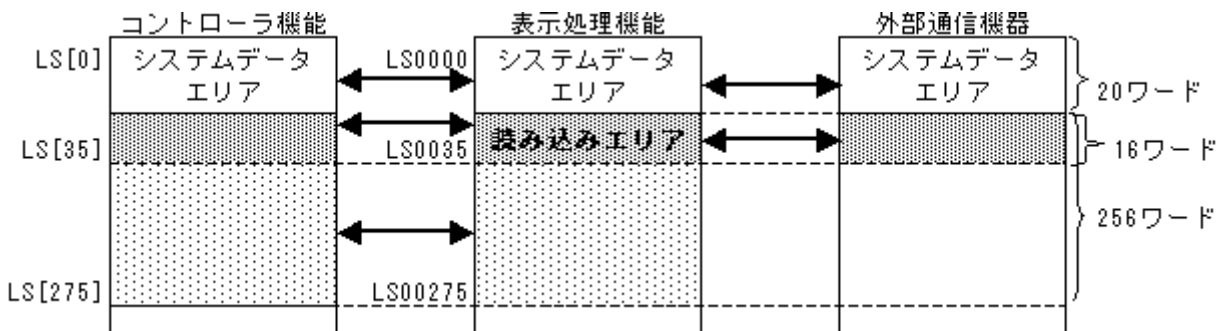 コントローラ機能 表示処理機能 外部通信機器
LS[0] システムデータ LS0000 システムデータ システムデータ
エリア エリア エリア 20ワード
LS[35] LS0035 読み込みエリア 16ワード
256ワード
LS[275] LS00275